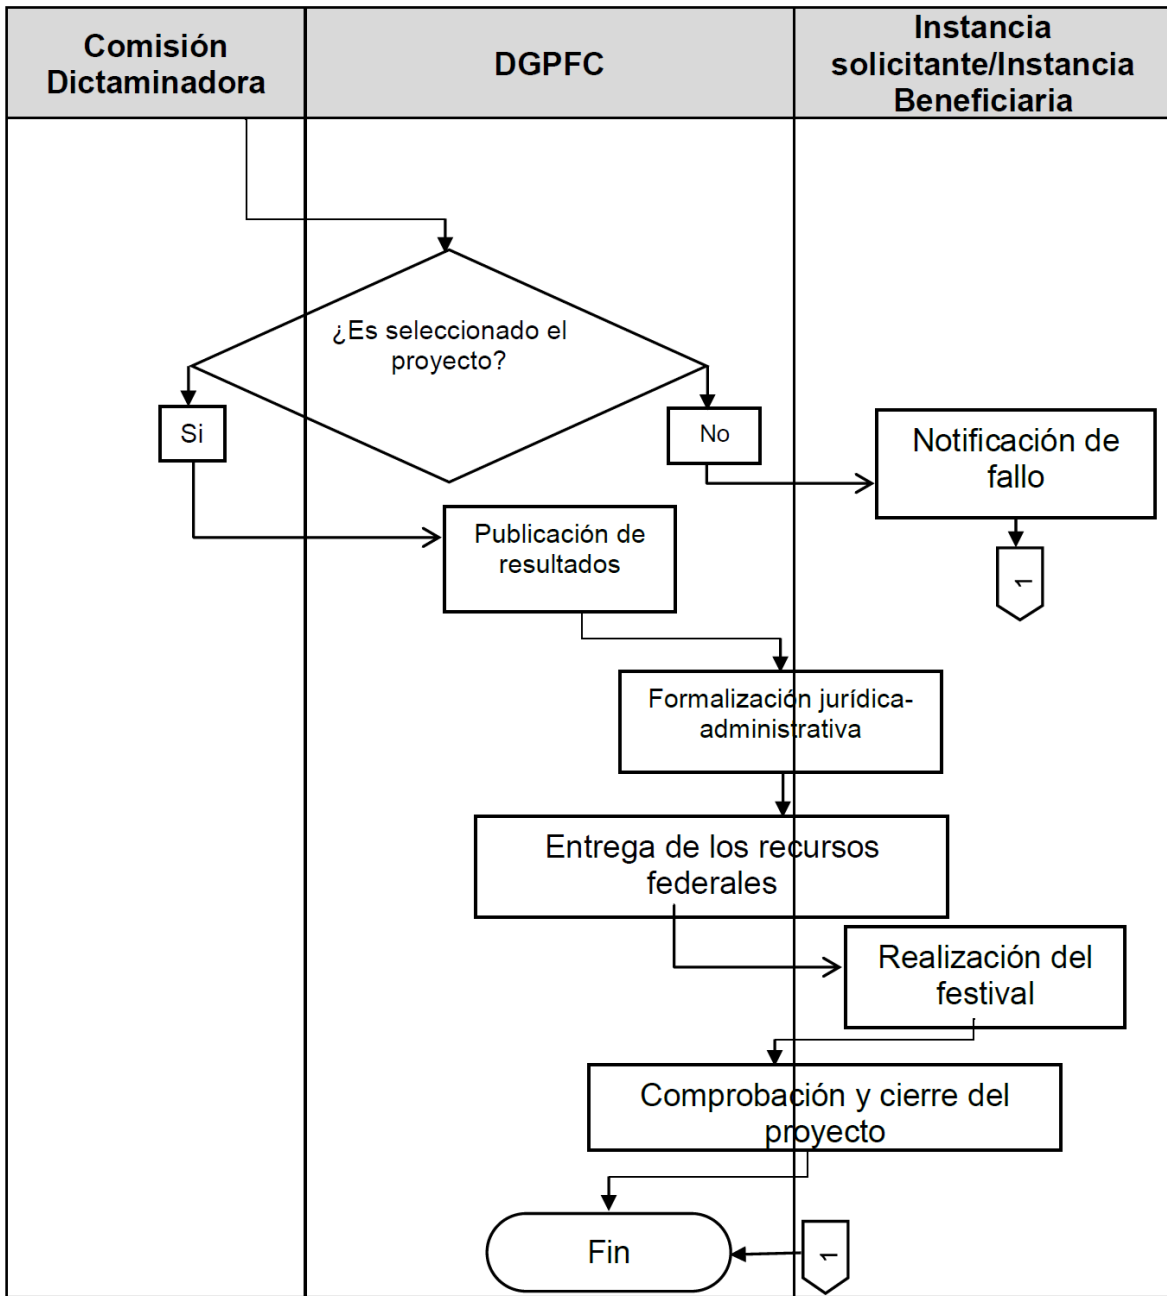 Comisión
Dictaminadora
DGPFC
Instancia
solicitante/Instancia
Beneficiaria
¿Es seleccionado el
proyecto?
Si
No
Notificación de
fallo
Publicación de
resultados
1
Formalización jurídica-
administrativa
Entrega de los recursos
federales
Realización del
festival
Comprobación y cierre del
proyecto
Fin
1